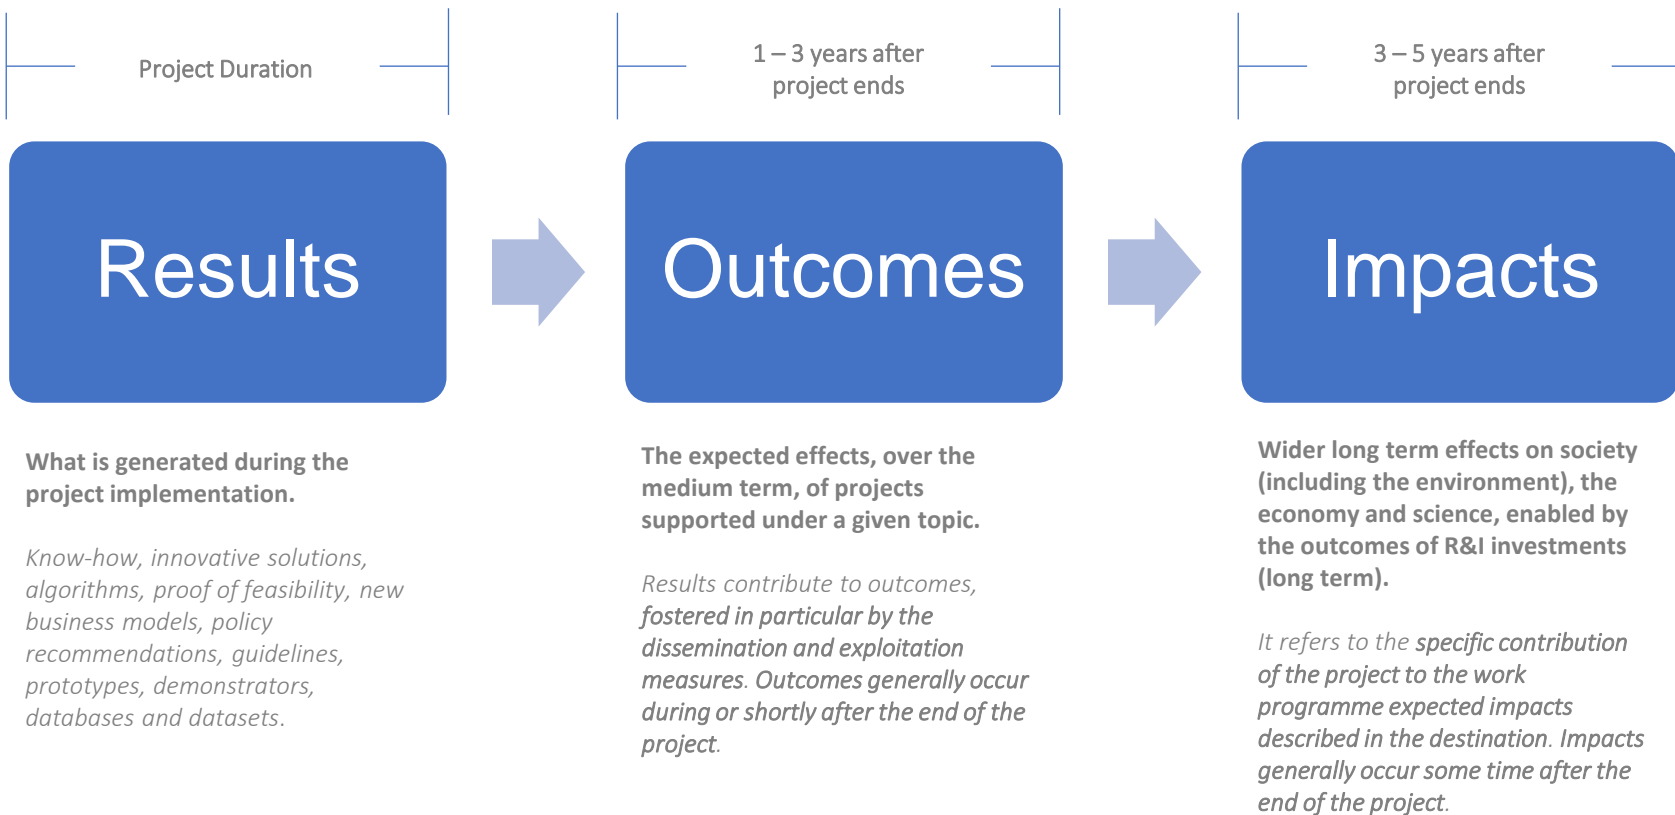 Project Duration
1 – 3 years after
project ends
3 – 5 years after
project ends
Results
Outcomes
Impacts
What is generated during the
project implementation.
Know-how, innovative solutions,
algorithms, proof of feasibility, new
business models, policy
recommendations, guidelines,
prototypes, demonstrators,
databases and datasets.
The expected effects, over the
medium term, of projects
supported under a given topic.
Results contribute to outcomes,
fostered in particular by the
dissemination and exploitation
measures. Outcomes generally occur
during or shortly after the end of the
project.
Wider long term effects on society
(including the environment), the
economy and science, enabled by
the outcomes of R&I investments
(long term).
It refers to the specific contribution
of the project to the work
programme expected impacts
described in the destination. Impacts
generally occur some time after the
end of the project.